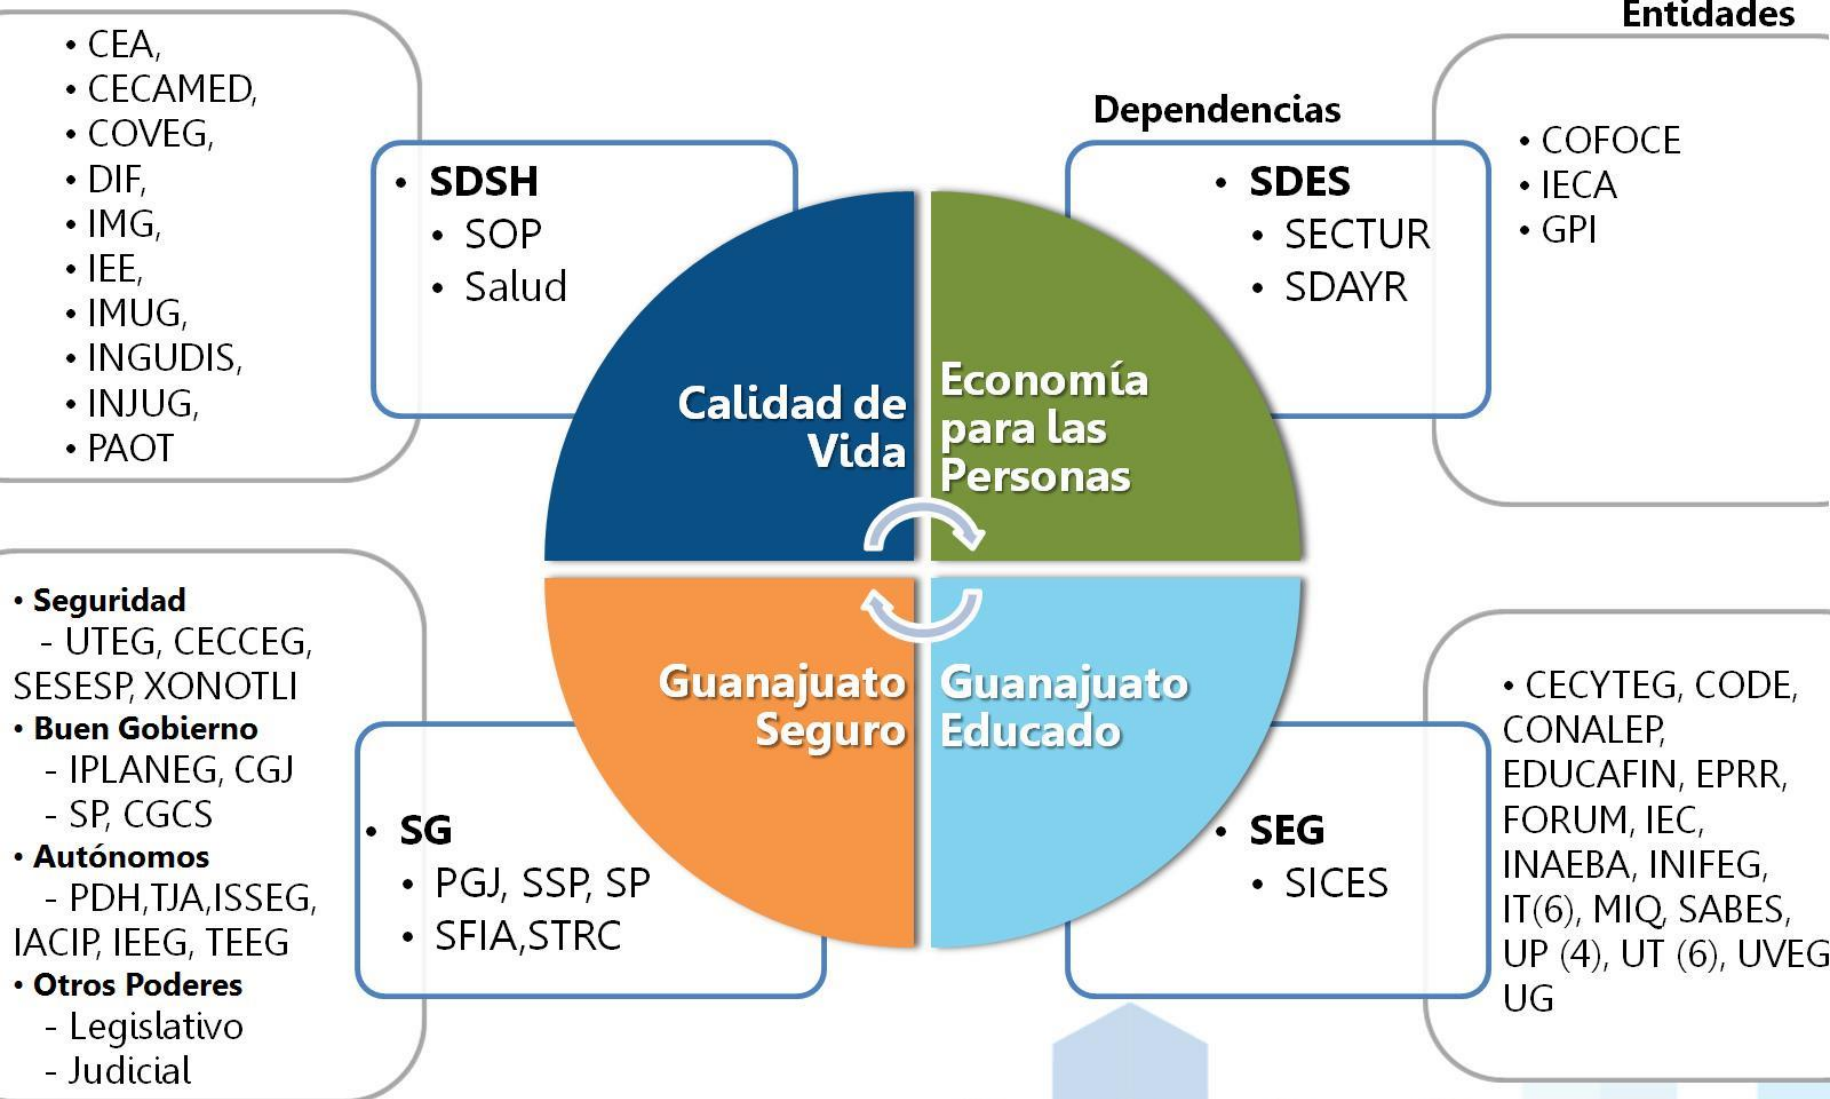 • CEA,
• CECAMED,
• COVEG,
• DIF,
• IMG,
• IEE,
• IMUG,
• INGUDIS,
• INJUG,
• PAOT
• SDSH
• SOP
• Salud
Calidad de
Vida
Dependencias
• SDES
• SECTUR
• SDAYR
Economía
para las
Personas
Entidades
• COFOCE
• IECA
• GPI
• Seguridad
- UTEG, CECCEG,
SESESP, XONOTLI
• Buen Gobierno
- IPLANEG, CGJ
- SP, CGCS
• Autónomos
- PDH,TJA,ISSEG,
IACIP, IEEG, TEEG
• Otros Poderes
- Legislativo
- Judicial
• SG
• PGJ, SSP, SP
• SFIA,STRC
Guanajuato
Seguro
Guanajuato
Educado
• SEG
• SICES
• CECYTEG, CODE,
CONALEP,
EDUCAFIN, EPRR,
FORUM, IEC,
INAEBA, INIFEG,
IT(6), MIQ, SABES,
UP (4), UT (6), UVEG
UG